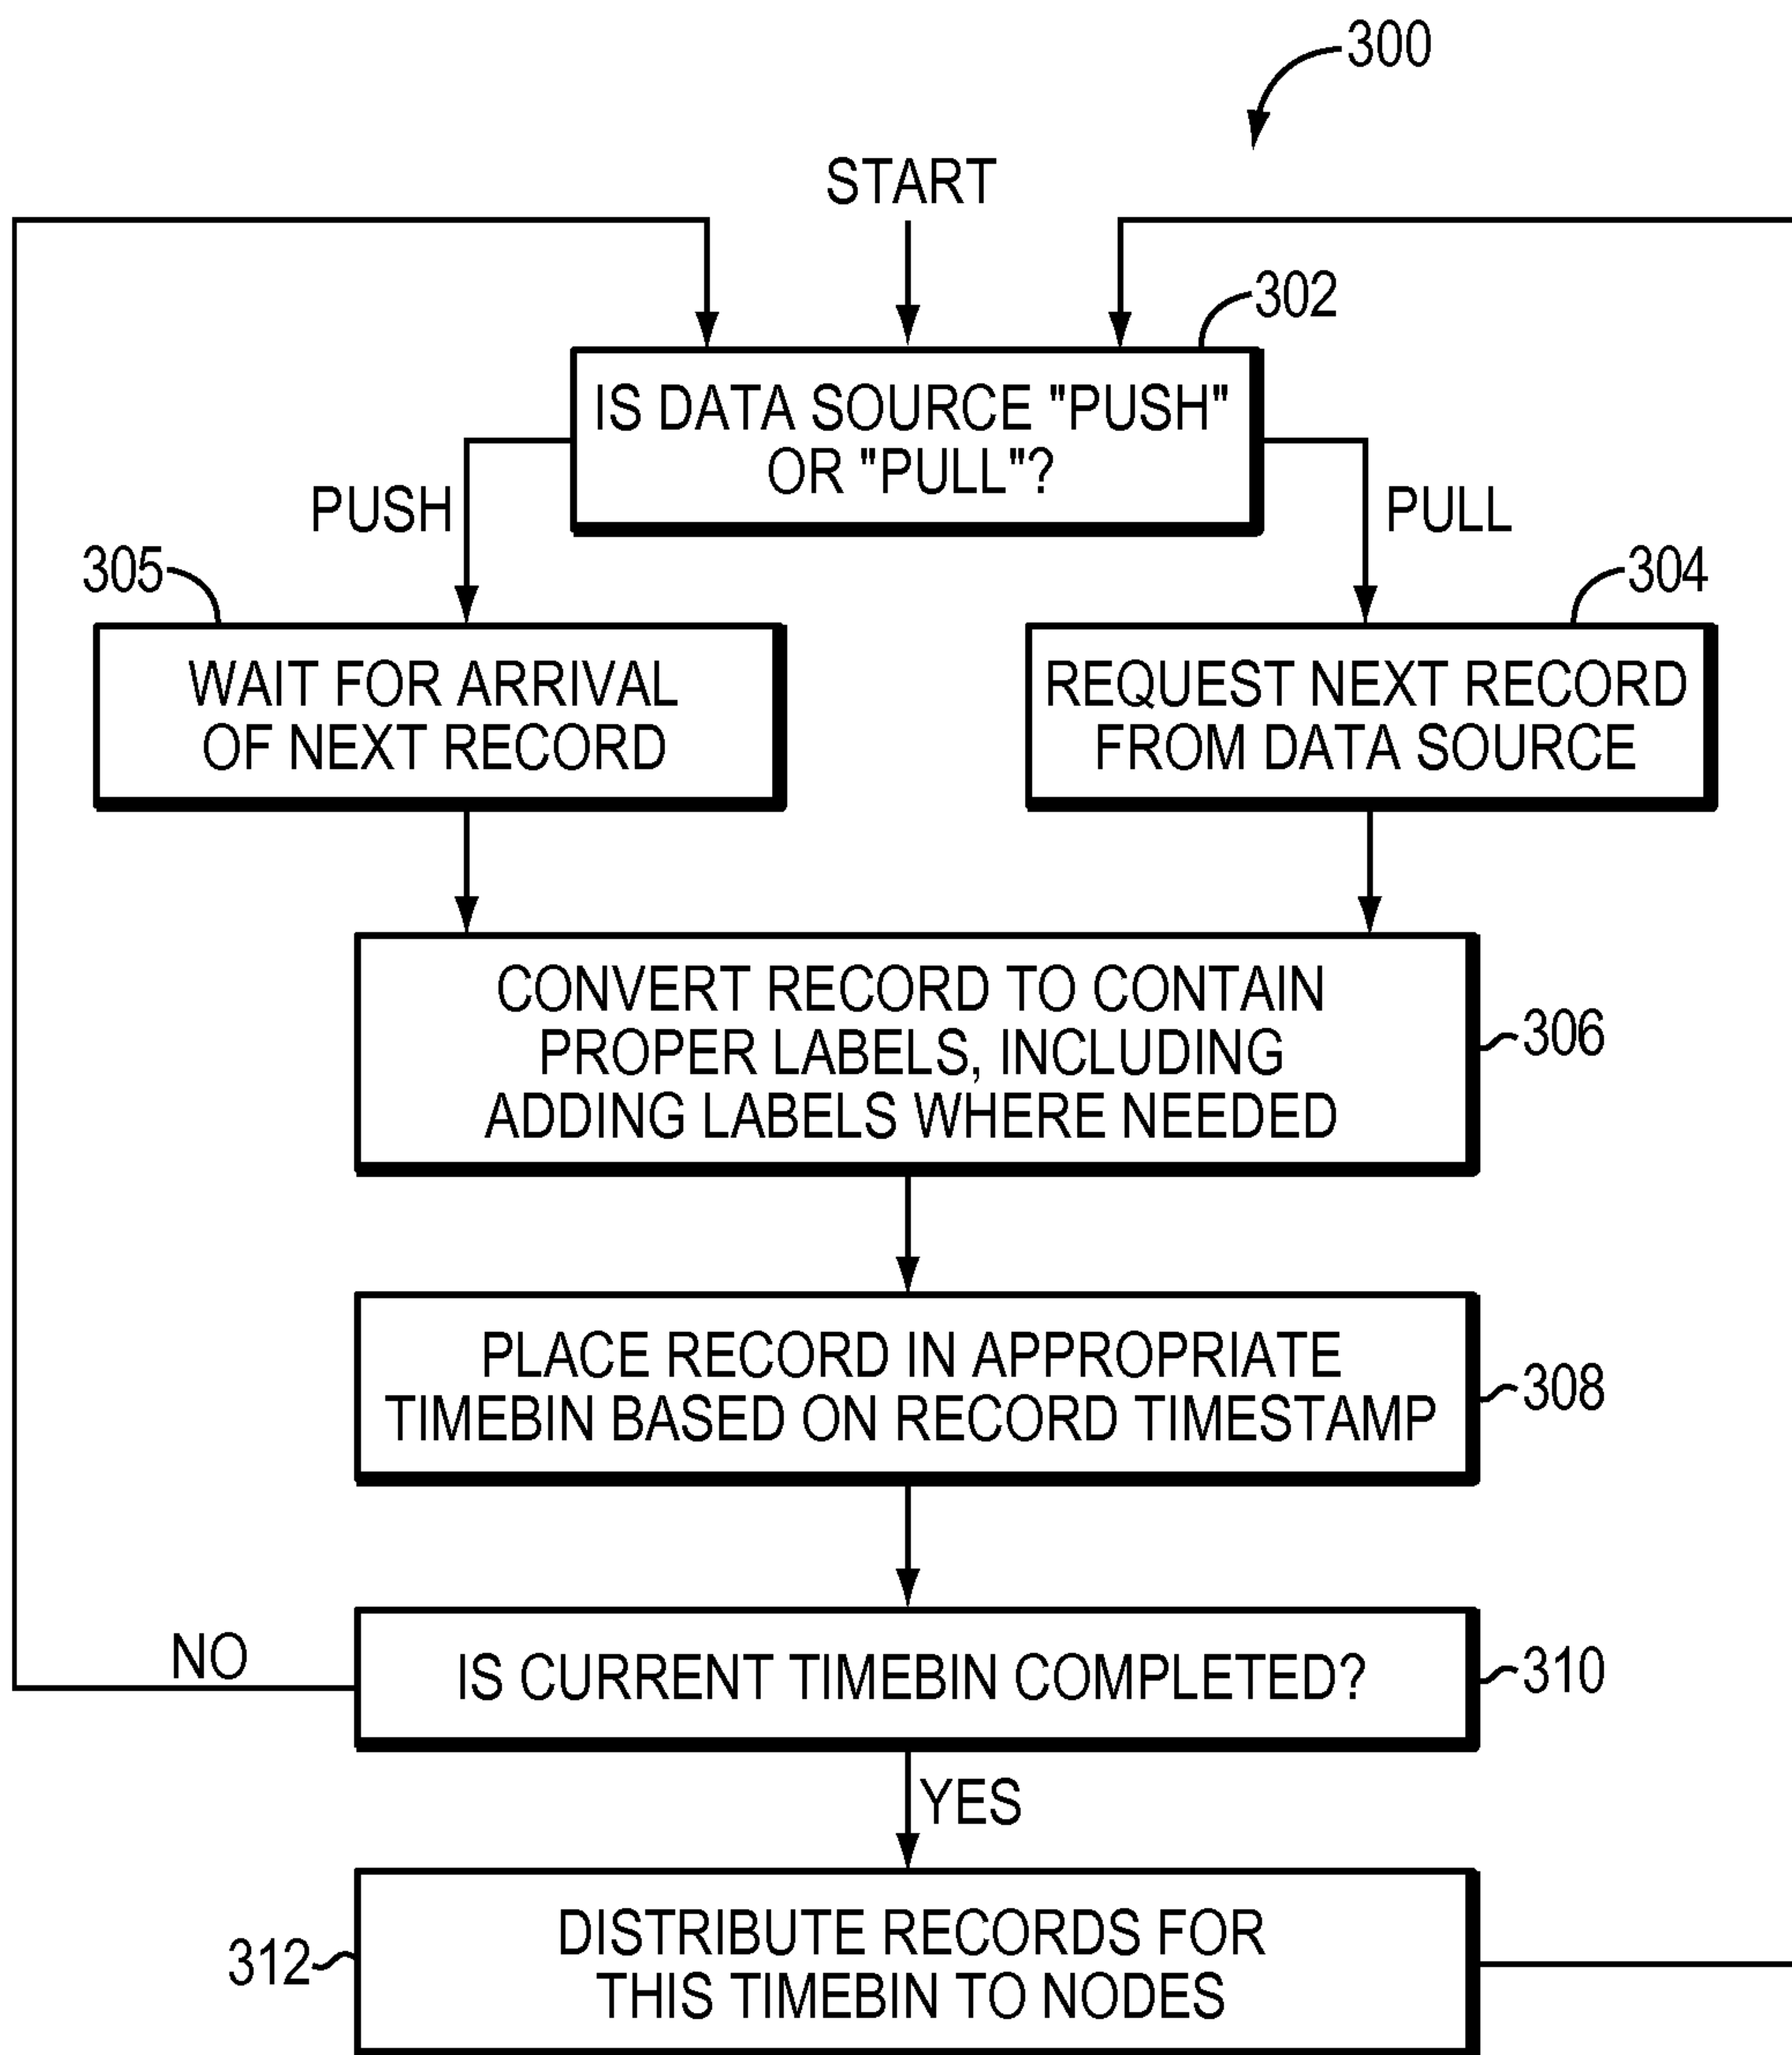 300
START
302
IS DATA SOURCE "PUSH"
OR "PULL"?
PUSH
PULL
305
304
WAIT FOR ARRIVAL
OF NEXT RECORD
REQUEST NEXT RECORD
FROM DATA SOURCE
CONVERT RECORD TO CONTAIN
PROPER LABELS, INCLUDING
ADDING LABELS WHERE NEEDED
306
PLACE RECORD IN APPROPRIATE
TIMEBIN BASED ON RECORD TIMESTAMP
308
NO
IS CURRENT TIMEBIN COMPLETED?
310
YES
DISTRIBUTE RECORDS FOR
THIS TIMEBIN TO NODES
312